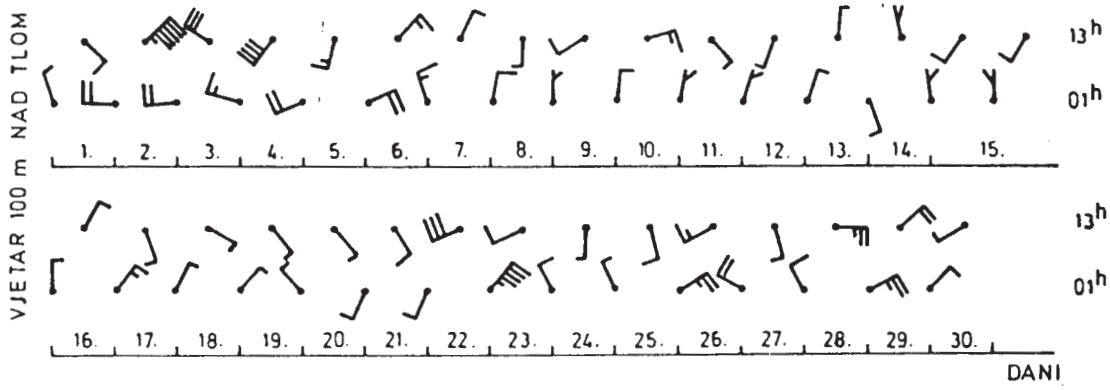 VJETAR 100 m NAD TLOM
13h
01h
1. 2. 3. 4. 5. 6. 7. 8. 9. 10. 11. 12. 13. 14. 15.
13h
01h
16. 17. 18. 19. 20. 21. 22. 23. 24. 25. 26. 27. 28. 29. 30.
DANI